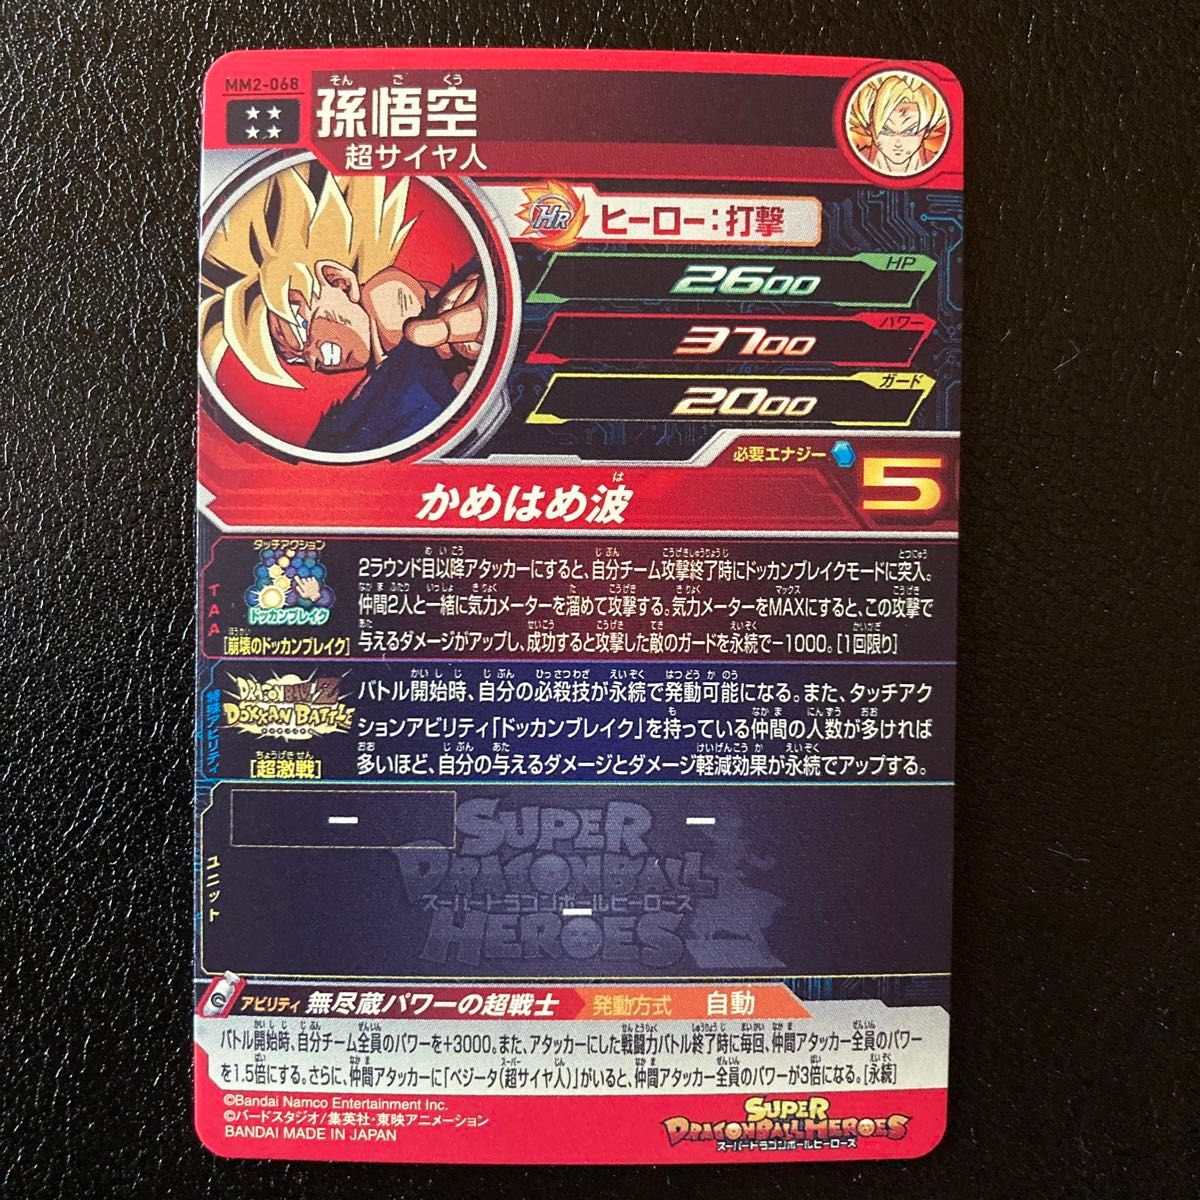 MM2-068
孫悟空
そんごくう
超サイヤ人
HR
ヒーロー：打撃
HP
2600
パワー
3700
ガード
2000
必要エナジー
5
かめはめ波
は
TAA
タッチアクション
ドッカンブレイク
[崩壊のドッカンブレイク]
2ラウンド目以降アタッカーにすると、自分チーム攻撃終了時にドッカンブレイクモードに突入。
仲間2人と一緒に気力メーターを溜めて攻撃する。気力メーターをMAXにすると、この攻撃で
与えるダメージがアップし、成功すると攻撃した敵のガードを永続で-1000。[1回限り]
DRAGON BALL Z
DOKKAN BATTLE
[超激戦]
ちょうげきせん
バトル開始時、自分の必殺技が永続で発動可能になる。また、タッチアク
ションアビリティ「ドッカンブレイク」を持っている仲間の人数が多ければ
多いほど、自分の与えるダメージとダメージ軽減効果が永続でアップする。
ユニット
ー
ー
ー
SUPER
DRAGONBALL
スーパードラゴンボールヒーローズ
HEROES
アビリティ 無尽蔵パワーの超戦士 発動方式 自動
バトル開始時、自分チーム全員のパワーを+3000。また、アタッカーにした戦闘力バトル終了時に毎回、仲間アタッカー全員のパワー
を1.5倍にする。さらに、仲間アタッカーに「ベジータ(超サイヤ人)」がいると、仲間アタッカー全員のパワーが3倍になる。[永続]
©Bandai Namco Entertainment Inc.
©バードスタジオ/集英社・東映アニメーション
BANDAI MADE IN JAPAN
SUPER
DRAGONBALL HEROES
スーパードラゴンボールヒーローズ